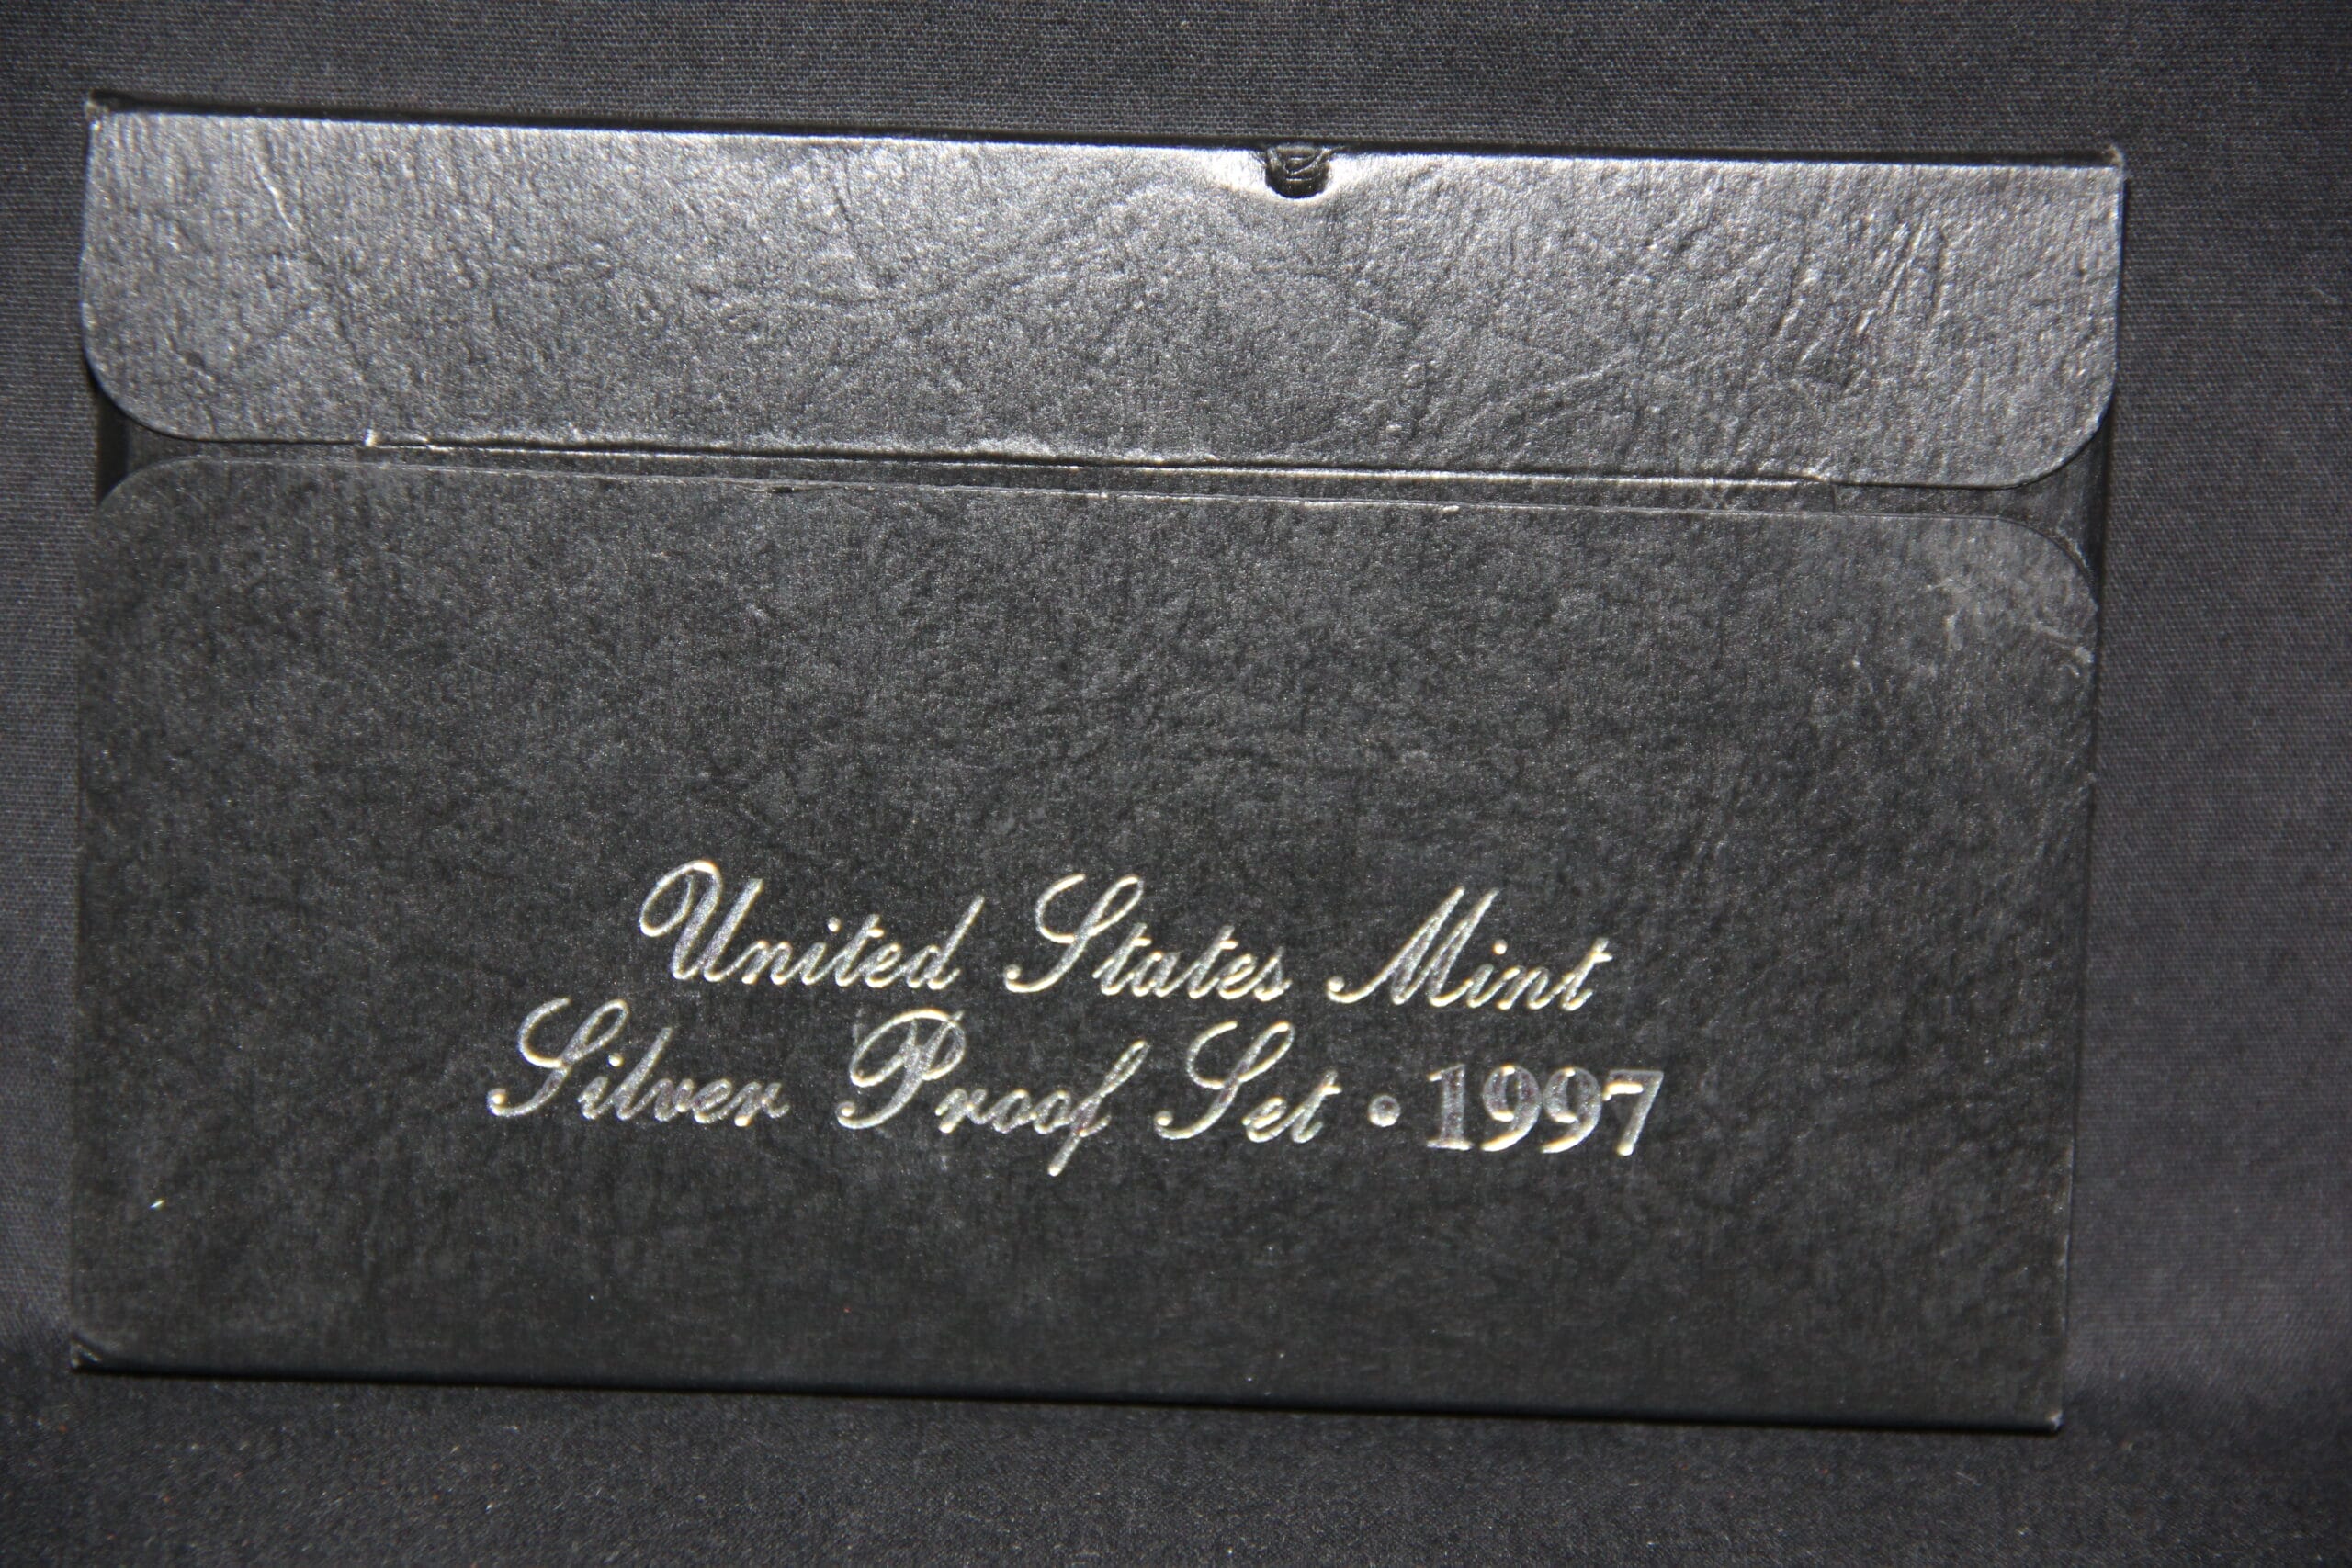 United States Mint
Silver Proof Set • 1997